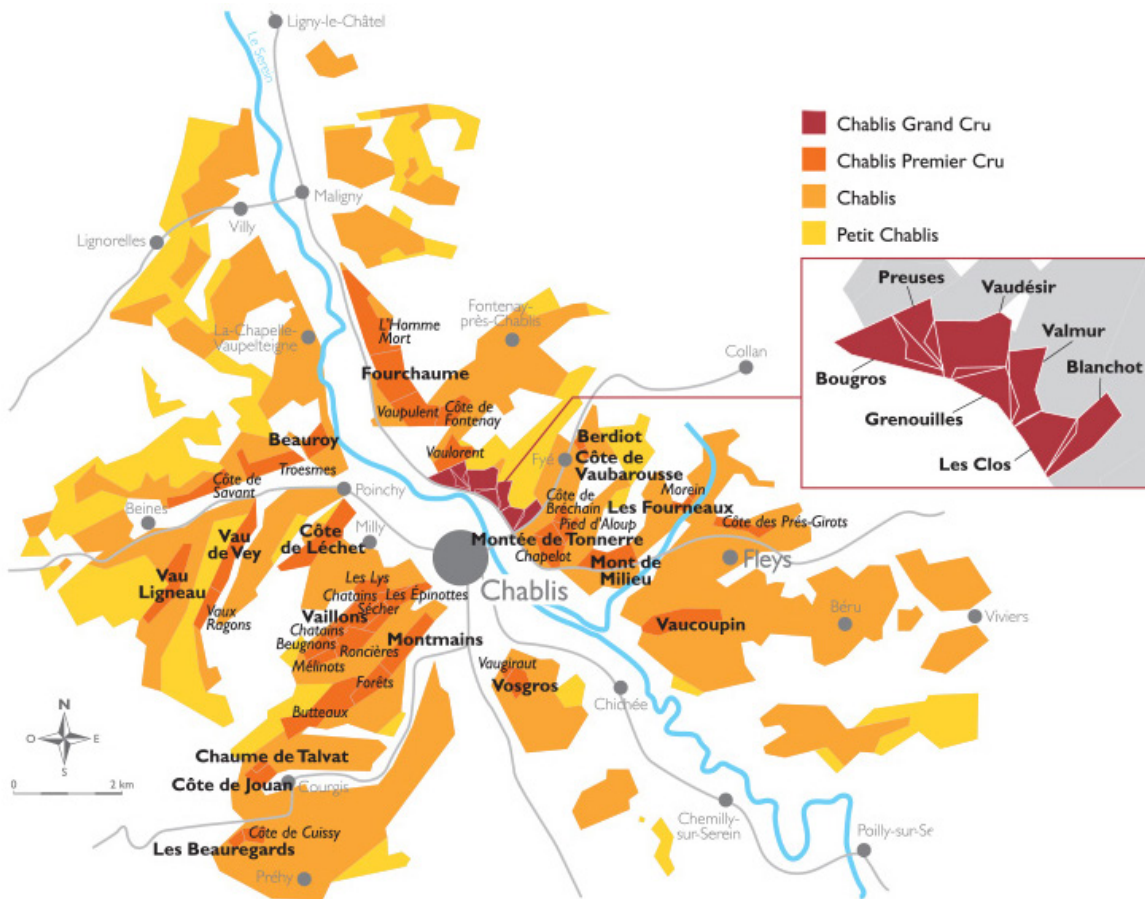 Ligny-le-Châtel
Le Serein
Chablis Grand Cru
Chablis Premier Cru
Chablis
Petit Chablis
Maligny
Villy
Lignorelles
Preuses
Vaudésir
Valmur
Blanchot
Bougros
Grenouilles
Les Clos
L'Homme
Mort
Fontenay-
près-Chablis
La-Chapelle-
Vaupelteigne
Collan
Fourchaume
Vaupulent
Côte de
Fontenay
Beauroy
Vaulorent
Berdiot
Fyé
Côte de
Vaubarousse
Troesmes
Côte de
Savant
Poinchy
Morein
Côte de
Bréchain
Les Fourneaux
Beines
Pied d'Aloup
Côte des Près-Girots
Vau
de Vey
Côte
de Léchet
Milly
Montée de Tonnerre
Chapelot
Mont de
Milieu
Fleys
Vau
Ligneau
Chablis
Les Lys
Chatains
Les Épinottes
Sécher
Vaux
Ragons
Vaillons
Béru
Viviers
Vaucoupin
Chatains
Beugnons
Roncières
Montmains
Mélinots
Vaugiraut
Vosgros
Forêts
Chichée
Butteaux
N
O
E
S
0
2 km
Chaume de Talvat
Côte de Jouan
Courgis
Chemilly-
sur-Serein
Poilly-sur-Se
Côte de Cuissy
Les Beauregards
Préhy